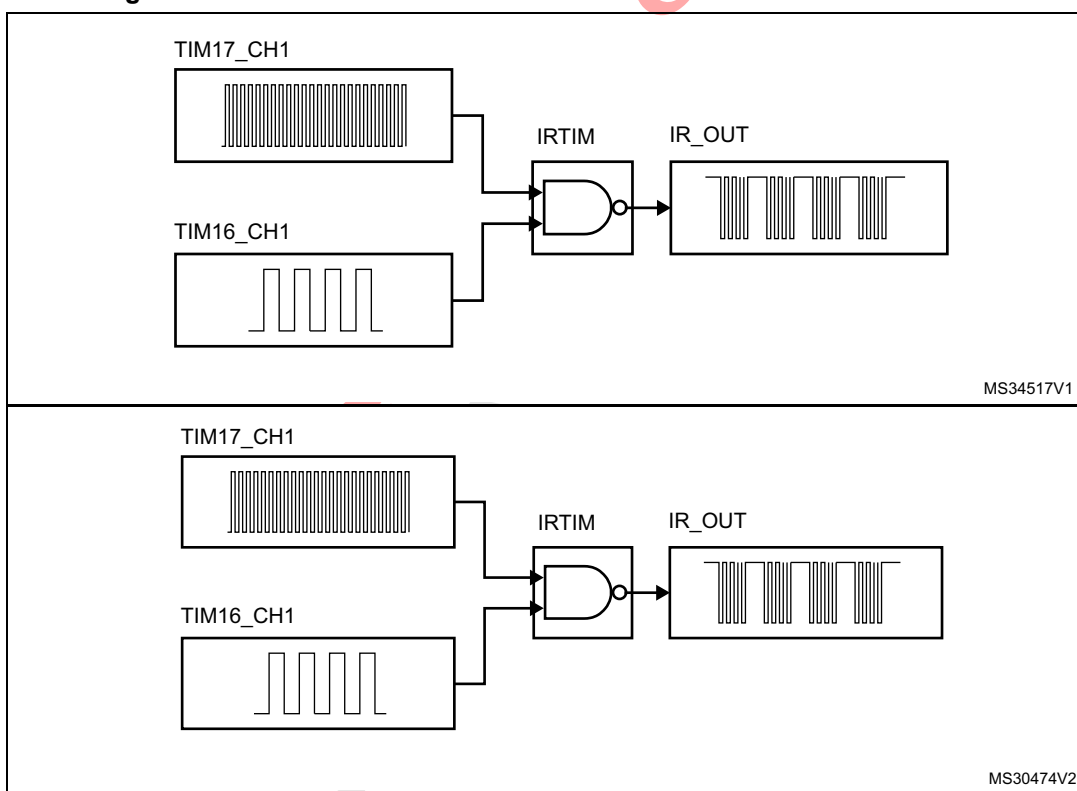 TIM17_CH1
IRTIM
IR_OUT
TIM16_CH1
MS34517V1
TIM17_CH1
IRTIM
IR_OUT
TIM16_CH1
MS30474V2